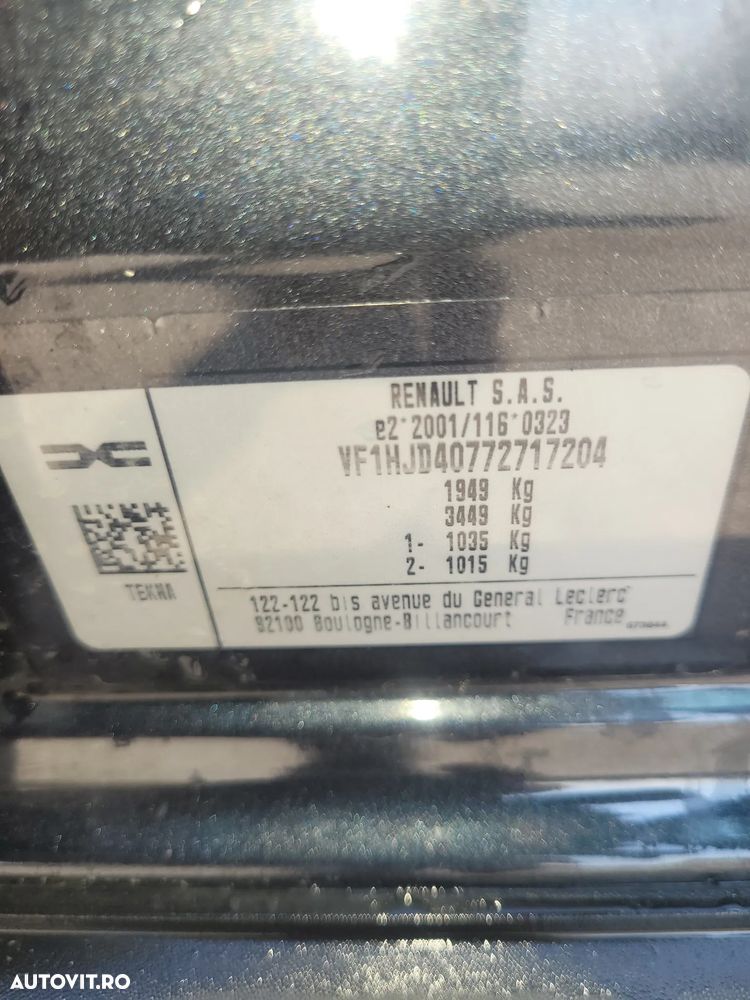 RENAULT S.A.S.
e2*2001/116*0323
VF1HJD40772717204
1949 Kg
3449 Kg
1- 1035 Kg
2- 1015 Kg
TEKNA
122-122 bis avenue du General Leclerc
92100 Boulogne-Billancourt France
AUTOVIT.RO